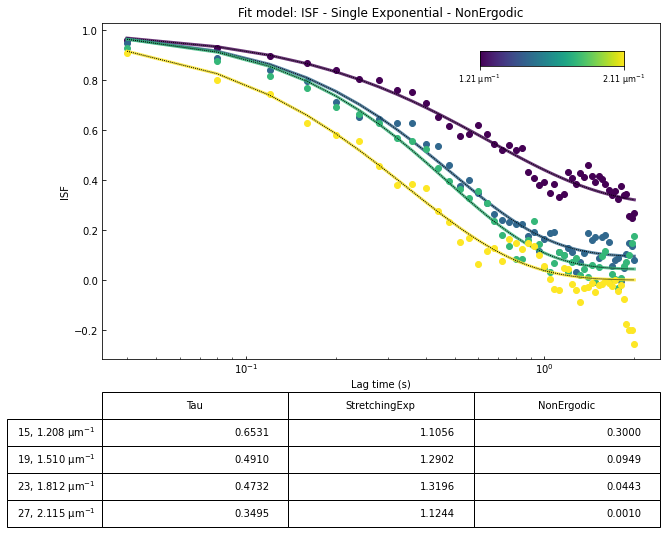 Fit model: ISF - Single Exponential - NonErgodic
1.0
0.8
0.6
0.4
0.2
0.0
−0.2
ISF
1.21 μm⁻¹ 2.11 μm⁻¹
10⁻¹ 10⁰
Lag time (s)
Tau StretchingExp NonErgodic
15, 1.208 μm⁻¹ 0.6531 1.1056 0.3000
19, 1.510 μm⁻¹ 0.4910 1.2902 0.0949
23, 1.812 μm⁻¹ 0.4732 1.3196 0.0443
27, 2.115 μm⁻¹ 0.3495 1.1244 0.0010